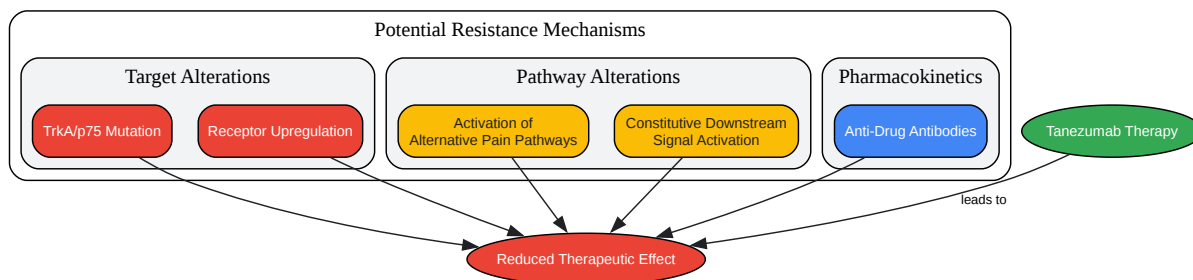 Potential Resistance Mechanisms
Target Alterations
Pathway Alterations
Pharmacokinetics
TrkA/p75 Mutation
Receptor Upregulation
Activation of
Alternative Pain Pathways
Constitutive Downstream
Signal Activation
Anti-Drug Antibodies
Tanezumab Therapy
leads to
Reduced Therapeutic Effect